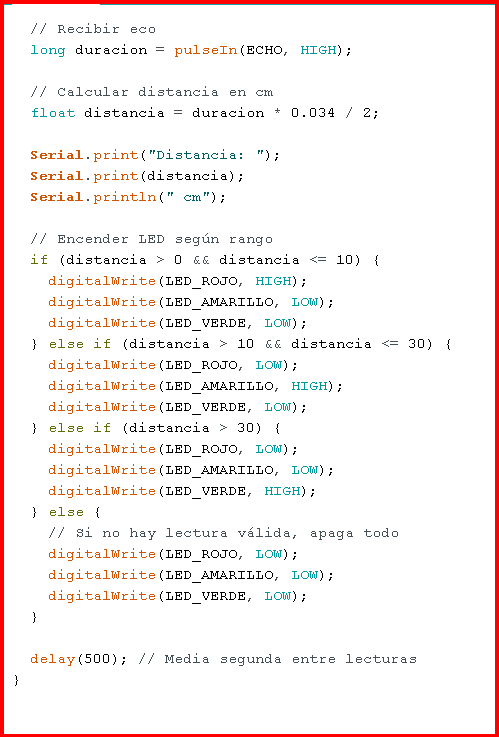 // Recibir eco
long duracion = pulseIn(ECHO, HIGH);
// Calcular distancia en cm
float distancia = duracion * 0.034 / 2;
Serial.print("Distancia: ");
Serial.print(distancia);
Serial.println(" cm");
// Encender LED según rango
if (distancia > 0 && distancia <= 10) {
digitalWrite(LED_ROJO, HIGH);
digitalWrite(LED_AMARILLO, LOW);
digitalWrite(LED_VERDE, LOW);
} else if (distancia > 10 && distancia <= 30) {
digitalWrite(LED_ROJO, LOW);
digitalWrite(LED_AMARILLO, HIGH);
digitalWrite(LED_VERDE, LOW);
} else if (distancia > 30) {
digitalWrite(LED_ROJO, LOW);
digitalWrite(LED_AMARILLO, LOW);
digitalWrite(LED_VERDE, HIGH);
} else {
// Si no hay lectura válida, apaga todo
digitalWrite(LED_ROJO, LOW);
digitalWrite(LED_AMARILLO, LOW);
digitalWrite(LED_VERDE, LOW);
}
delay(500); // Media segunda entre lecturas
}